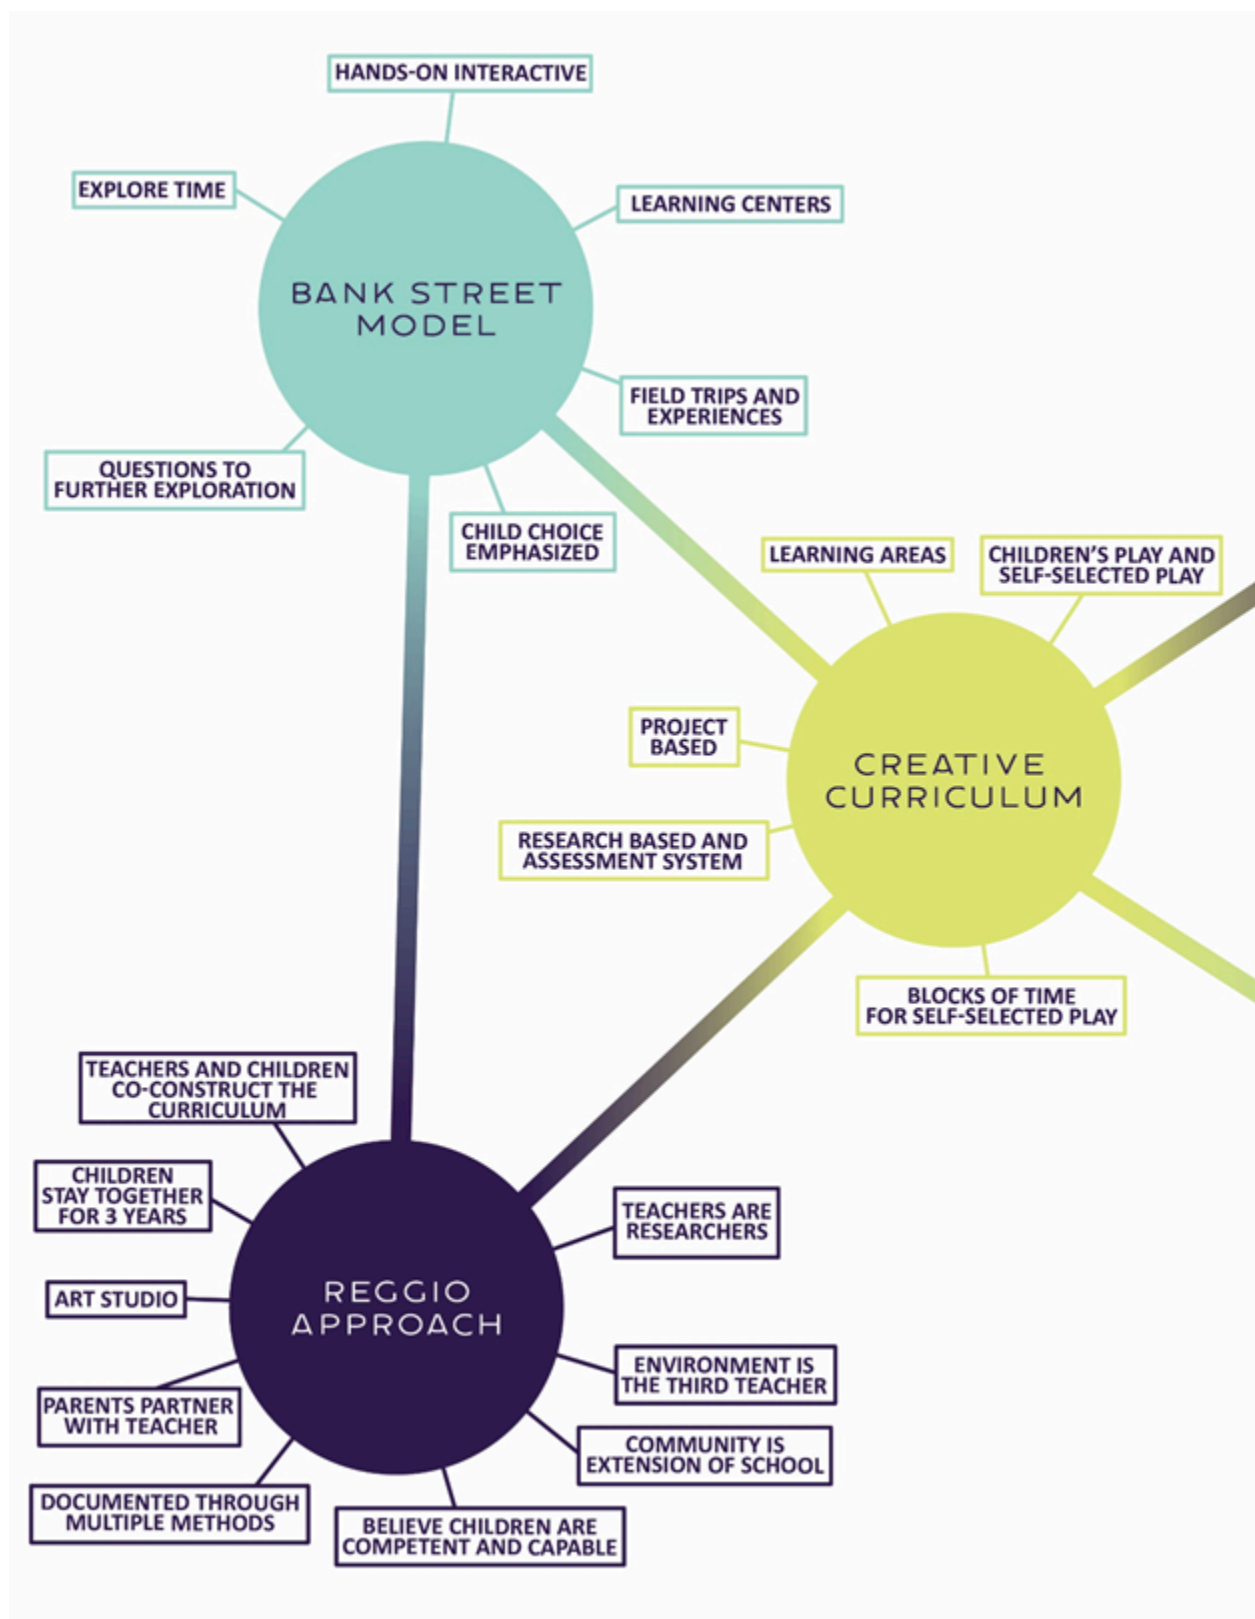 HANDS-ON INTERACTIVE
EXPLORE TIME
LEARNING CENTERS
BANK STREET
MODEL
FIELD TRIPS AND
EXPERIENCES
QUESTIONS TO
FURTHER EXPLORATION
CHILD CHOICE
EMPHASIZED
LEARNING AREAS
CHILDREN'S PLAY AND
SELF-SELECTED PLAY
PROJECT
BASED
CREATIVE
CURRICULUM
RESEARCH BASED AND
ASSESSMENT SYSTEM
BLOCKS OF TIME
FOR SELF-SELECTED PLAY
TEACHERS AND CHILDREN
CO-CONSTRUCT THE
CURRICULUM
CHILDREN
STAY TOGETHER
FOR 3 YEARS
TEACHERS ARE
RESEARCHERS
ART STUDIO
REGGIO
APPROACH
ENVIRONMENT IS
THE THIRD TEACHER
PARENTS PARTNER
WITH TEACHER
COMMUNITY IS
EXTENSION OF SCHOOL
DOCUMENTED THROUGH
MULTIPLE METHODS
BELIEVE CHILDREN ARE
COMPETENT AND CAPABLE